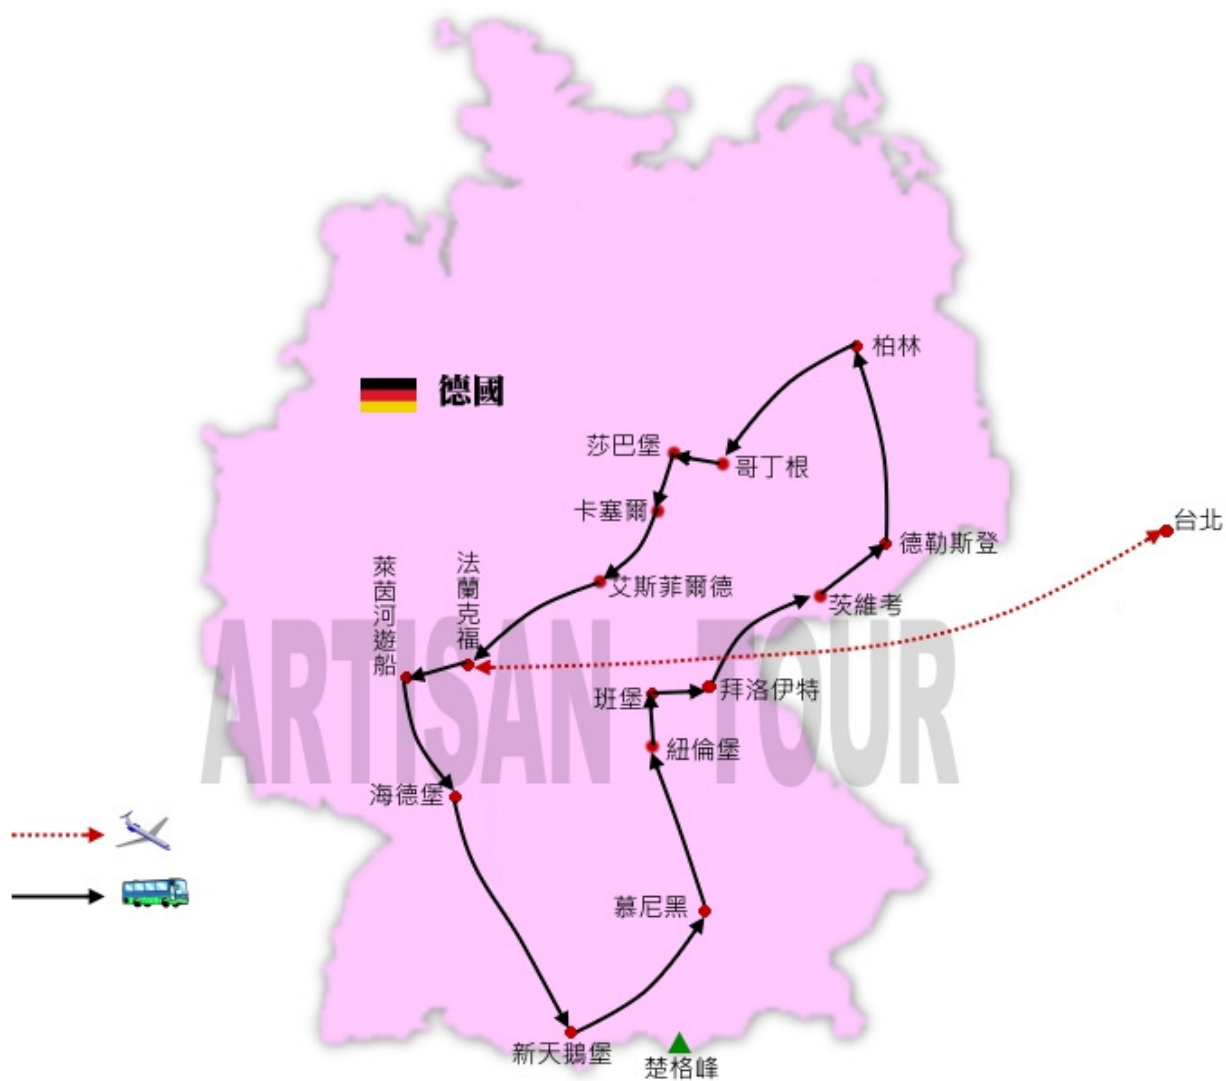 柏林
德國
莎巴堡
哥丁根
卡塞爾
台北
德勒斯登
萊茵河遊船
法蘭克福
艾斯菲爾德
茨維考
ARTISAN TOUR
班堡
拜洛伊特
紐倫堡
海德堡
慕尼黑
新天鵝堡
楚格峰